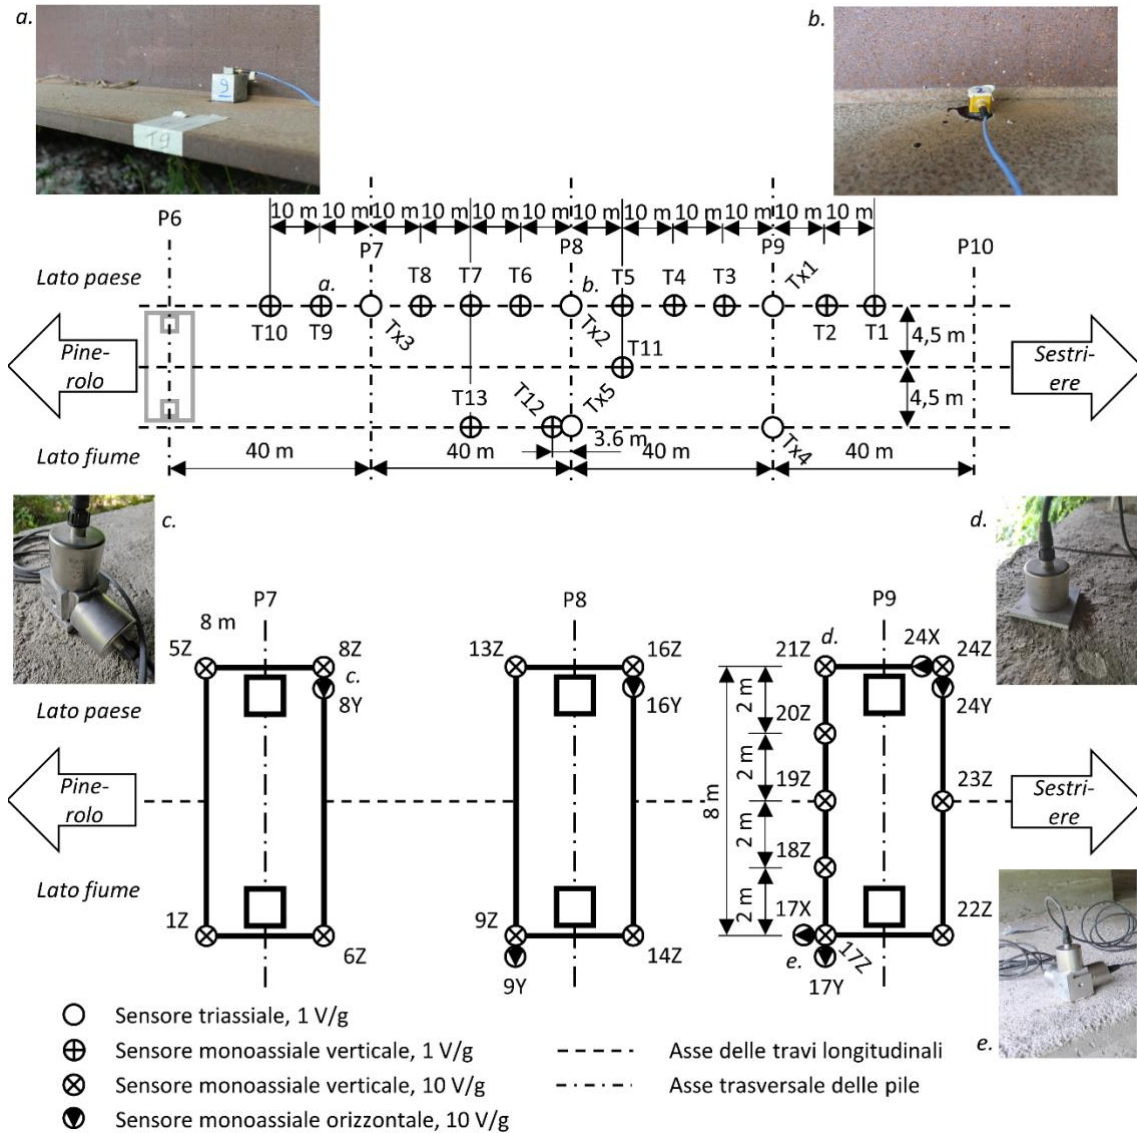 a.
b.
9
T9
10 m 10 m 10 m 10 m 10 m 10 m 10 m 10 m 10 m 10 m 10 m 10 m
P6
P7
P8
P9
P10
Lato paese
a.
T8
T7
T6
b.
T5
T4
T3
Tx1
T10
T9
Tx3
Tx2
T2
T1
4,5 m
Pine-
rolo
T11
Sestri-
ere
T13
T12
Tx5
4,5 m
Lato fiume
3.6 m
Tx4
40 m
40 m
40 m
40 m
c.
d.
P7
P8
P9
8 m
5Z
8Z
13Z
16Z
21Z
d.
24X
24Z
c.
8Y
16Y
24Y
Lato paese
2 m
20Z
Pine-
rolo
2 m
19Z
23Z
Sestri-
ere
8 m
2 m
18Z
Lato fiume
2 m
17X
1Z
6Z
9Z
14Z
22Z
e.
17Z
9Y
17Y
Sensore triassiale, 1 V/g
Sensore monoassiale verticale, 1 V/g
Asse delle travi longitudinali
e.
Sensore monoassiale verticale, 10 V/g
Asse trasversale delle pile
Sensore monoassiale orizzontale, 10 V/g